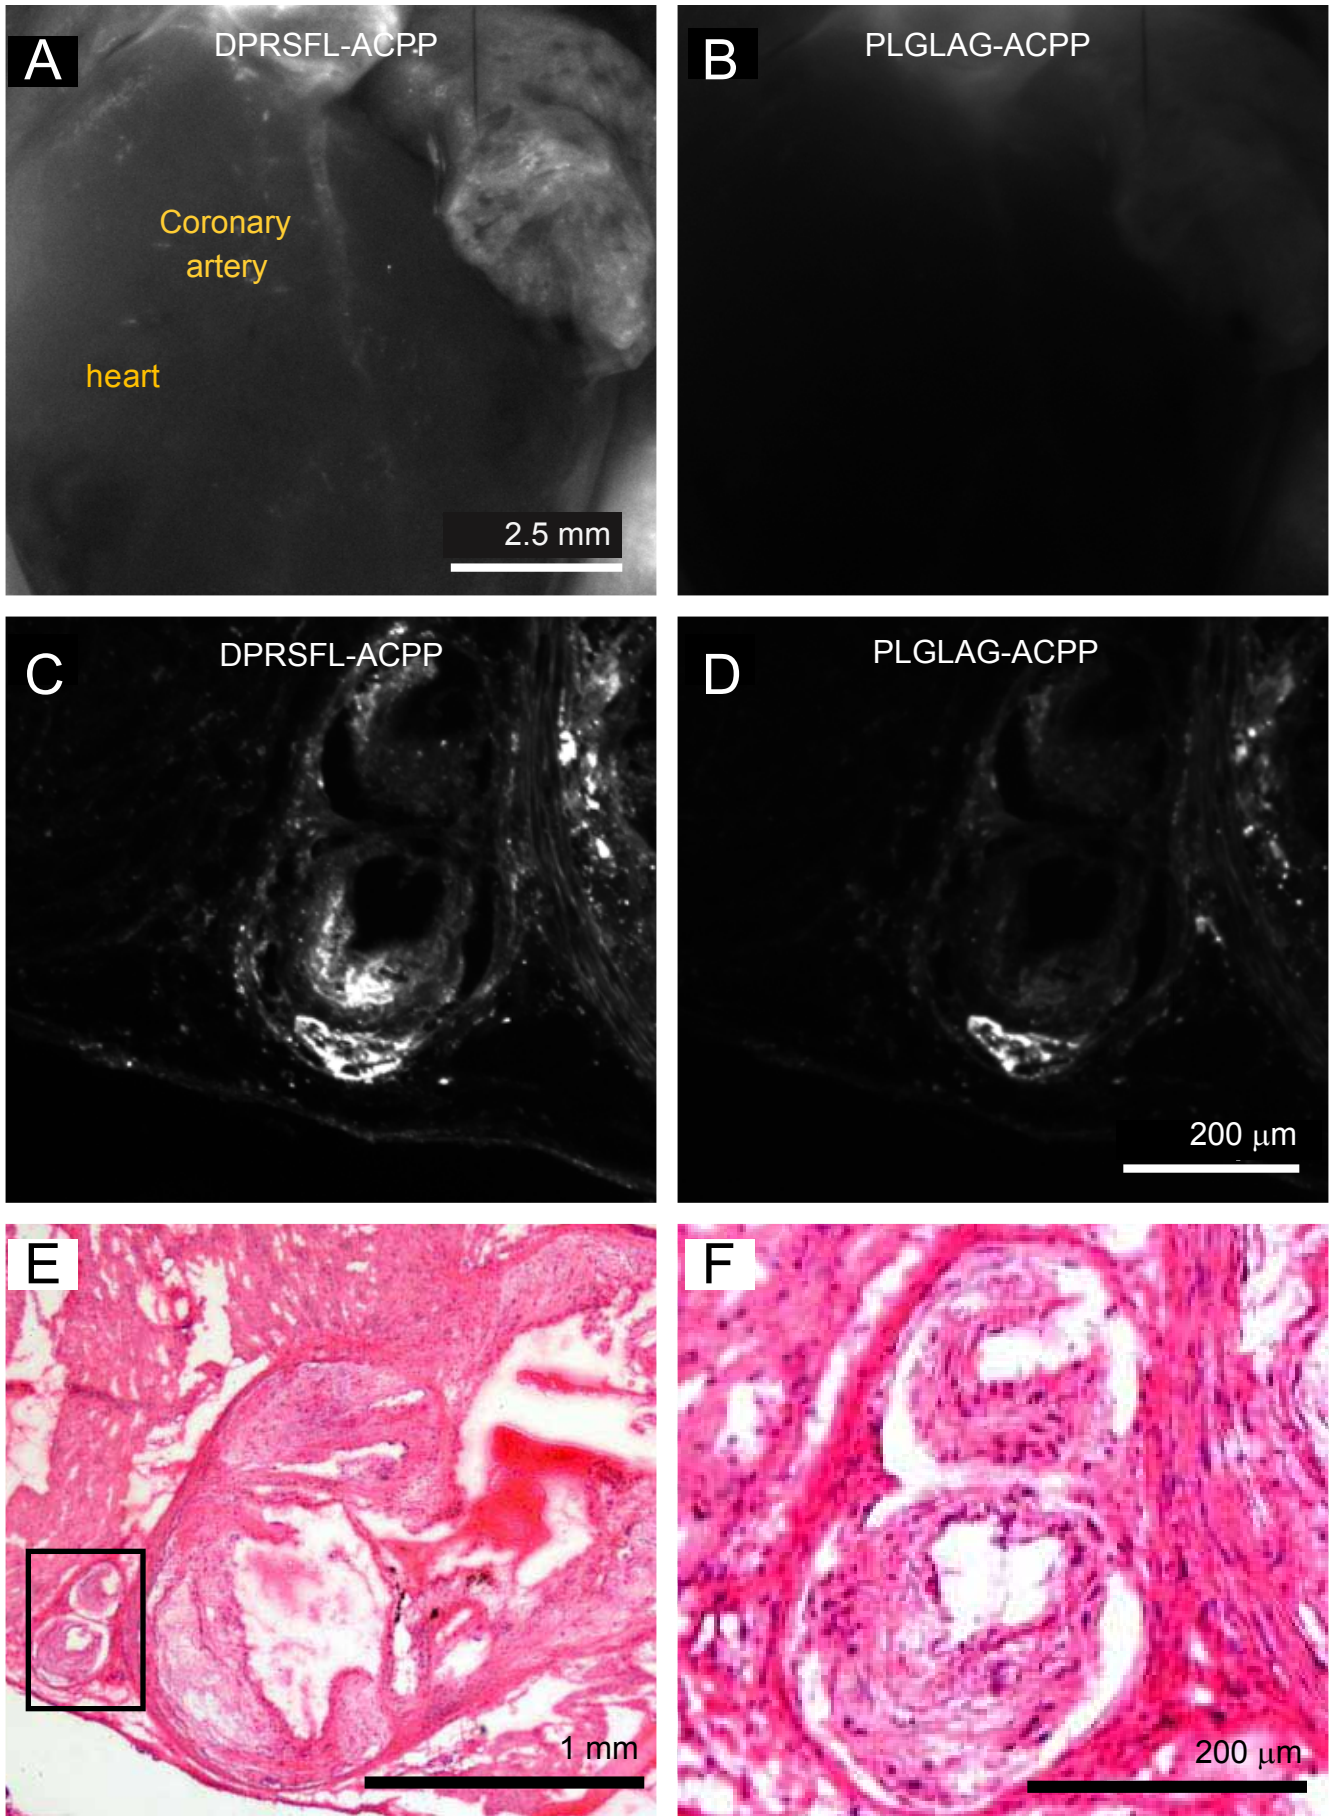 A
DPRSFL-ACPP
Coronary
artery
heart
2.5 mm
B
PLGLAG-ACPP
C
DPRSFL-ACPP
D
PLGLAG-ACPP
200 μm
E
1 mm
F
200 μm